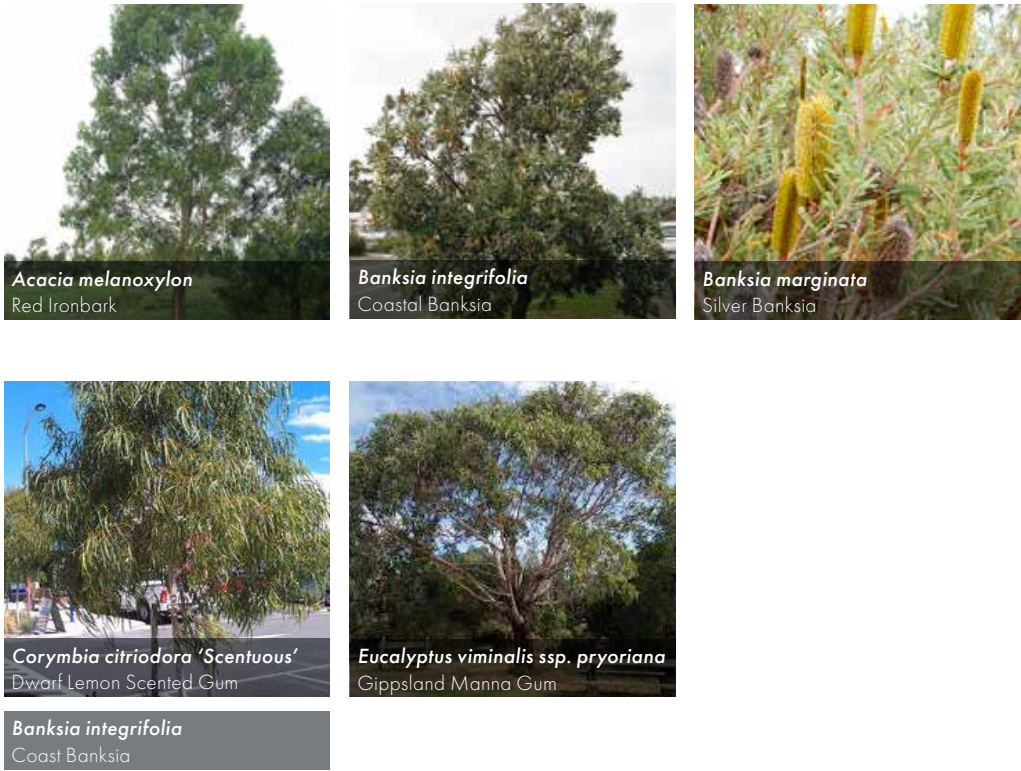 Acacia melanoxylon
Red Ironbark
Banksia integrifolia
Coastal Banksia
Banksia marginata
Silver Banksia
Corymbia citriodora ‘Scentuous’
Dwarf Lemon Scented Gum
Eucalyptus viminalis ssp. pryoriana
Gippsland Manna Gum
Banksia integrifolia
Coast Banksia